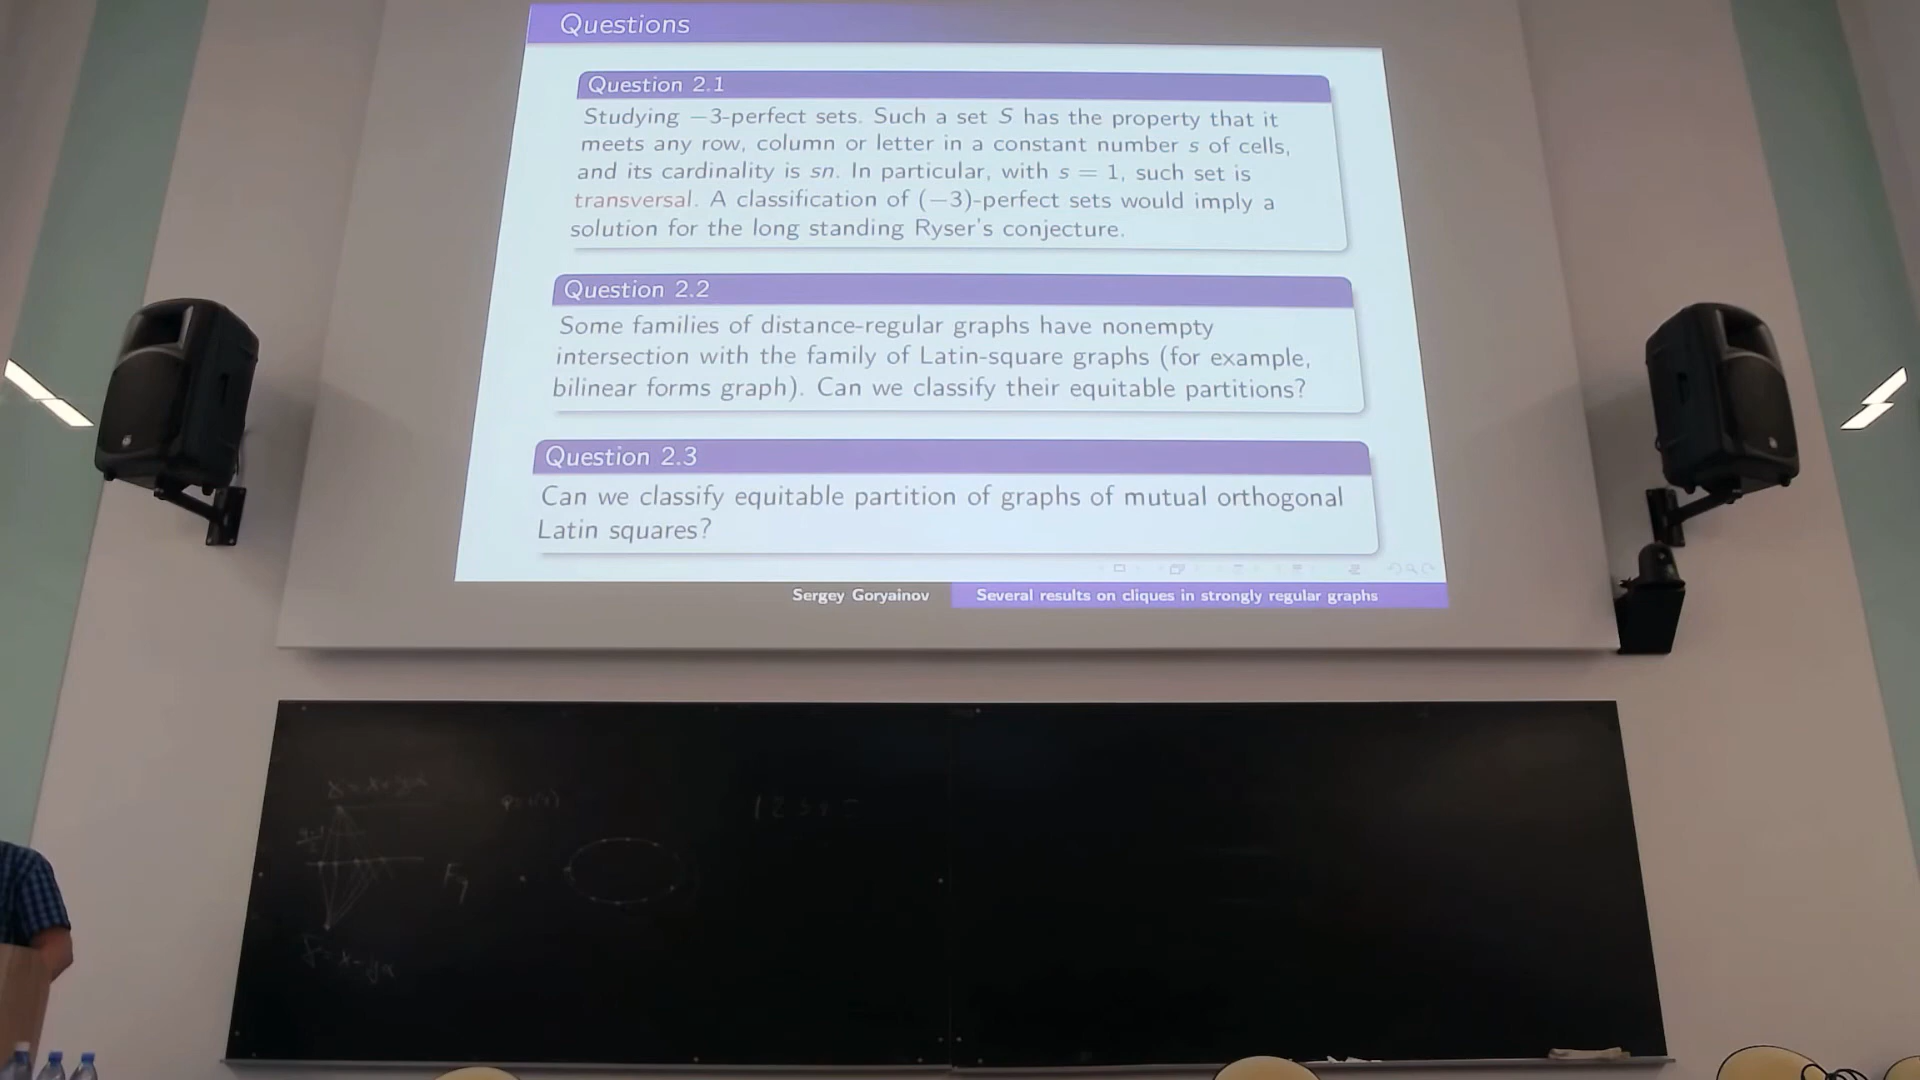 Questions
Question 2.1
Studying −3-perfect sets. Such a set S has the property that it
meets any row, column or letter in a constant number s of cells,
and its cardinality is sn. In particular, with s = 1, such set is
transversal. A classification of (−3)-perfect sets would imply a
solution for the long standing Ryser's conjecture.
Question 2.2
Some families of distance-regular graphs have nonempty
intersection with the family of Latin-square graphs (for example,
bilinear forms graph). Can we classify their equitable partitions?
Question 2.3
Can we classify equitable partition of graphs of mutual orthogonal
Latin squares?
Sergey Goryainov
Several results on cliques in strongly regular graphs